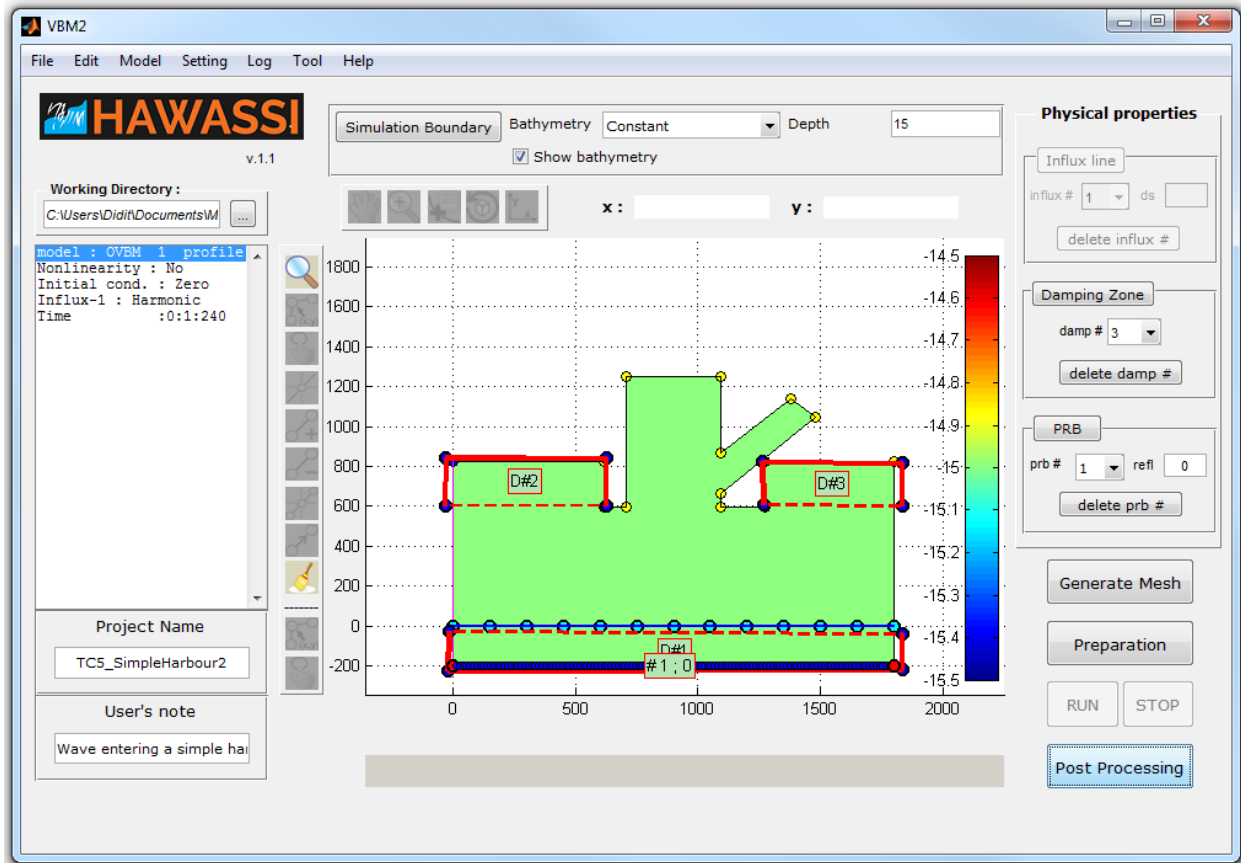 VBM2
File Edit Model Setting Log Tool Help
HAWASSI
v.1.1
Simulation Boundary Bathymetry Constant Depth 15
Show bathymetry
Working Directory :
C:\Users\Didit\Documents\M ...
x : y :
model : OVBM 1 profile
Nonlinearity : No
Initial cond. : Zero
Influx-1 : Harmonic
Time :0:1:240
Project Name
TC5_SimpleHarbour2
User's note
Wave entering a simple hai
(x,y)
1800
1600
1400
1200
1000
800
600
400
200
0
-200
0 500 1000 1500 2000
D#2
D#3
D#1
#1 ; 0
-14.5
-14.6
-14.7
-14.8
-14.9
-15
-15.1
-15.2
-15.3
-15.4
-15.5
Physical properties
Influx line
influx # 1 ds
delete influx #
Damping Zone
damp # 3
delete damp #
PRB
prb # 1 refl 0
delete prb #
Generate Mesh
Preparation
RUN STOP
Post Processing